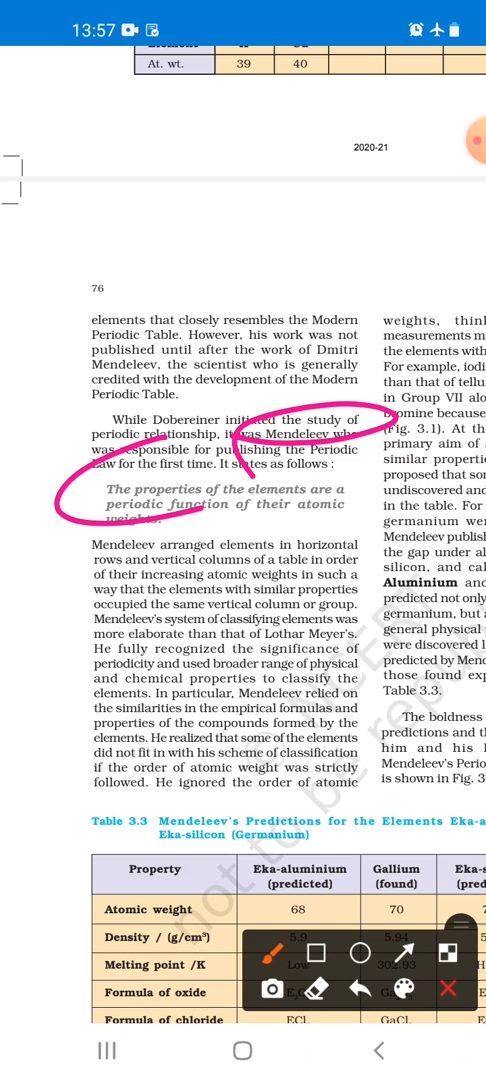 13:57
At. wt. 39 40
2020-21
76
elements that closely resembles the Modern
Periodic Table. However, his work was not
published until after the work of Dmitri
Mendeleev, the scientist who is generally
credited with the development of the Modern
Periodic Table.
While Dobereiner initiated the study of
periodic relationship, it was Mendeleev who
was responsible for publishing the Periodic
Law for the first time. It states as follows :
The properties of the elements are a
periodic function of their atomic
weights.
Mendeleev arranged elements in horizontal
rows and vertical columns of a table in order
of their increasing atomic weights in such a
way that the elements with similar properties
occupied the same vertical column or group.
Mendeleev's system of classifying elements was
more elaborate than that of Lothar Meyer's.
He fully recognized the significance of
periodicity and used broader range of physical
and chemical properties to classify the
elements. In particular, Mendeleev relied on
the similarities in the empirical formulas and
properties of the compounds formed by the
elements. He realized that some of the elements
did not fit in with his scheme of classification
if the order of atomic weight was strictly
followed. He ignored the order of atomic
weights, thin
measurements m
the elements with
For example, iodi
than that of tellu
in Group VII alo
bromine because
(Fig. 3.1). At th
primary aim of
similar properti
proposed that so
undiscovered and
in the table. For
germanium wer
Mendeleev publis
the gap under al
silicon, and cal
Aluminium and
predicted not only
germanium, but a
general physical
were discovered l
predicted by Mend
those found exp
Table 3.3.
The boldness
predictions and th
him and his
Mendeleev's Perio
is shown in Fig. 3
© NCERT
not to be republ
Table 3.3 Mendeleev's Predictions for the Elements Eka-a
Eka-silicon (Germanium)
Property Eka-aluminium Gallium Eka-s
(predicted) (found) (pred
Atomic weight 68 70 7
Density / (g/cm³) 5.9 5.94 5
Melting point /K Low 302.93 H
Formula of oxide
Formula of chloride ECl GaCl E